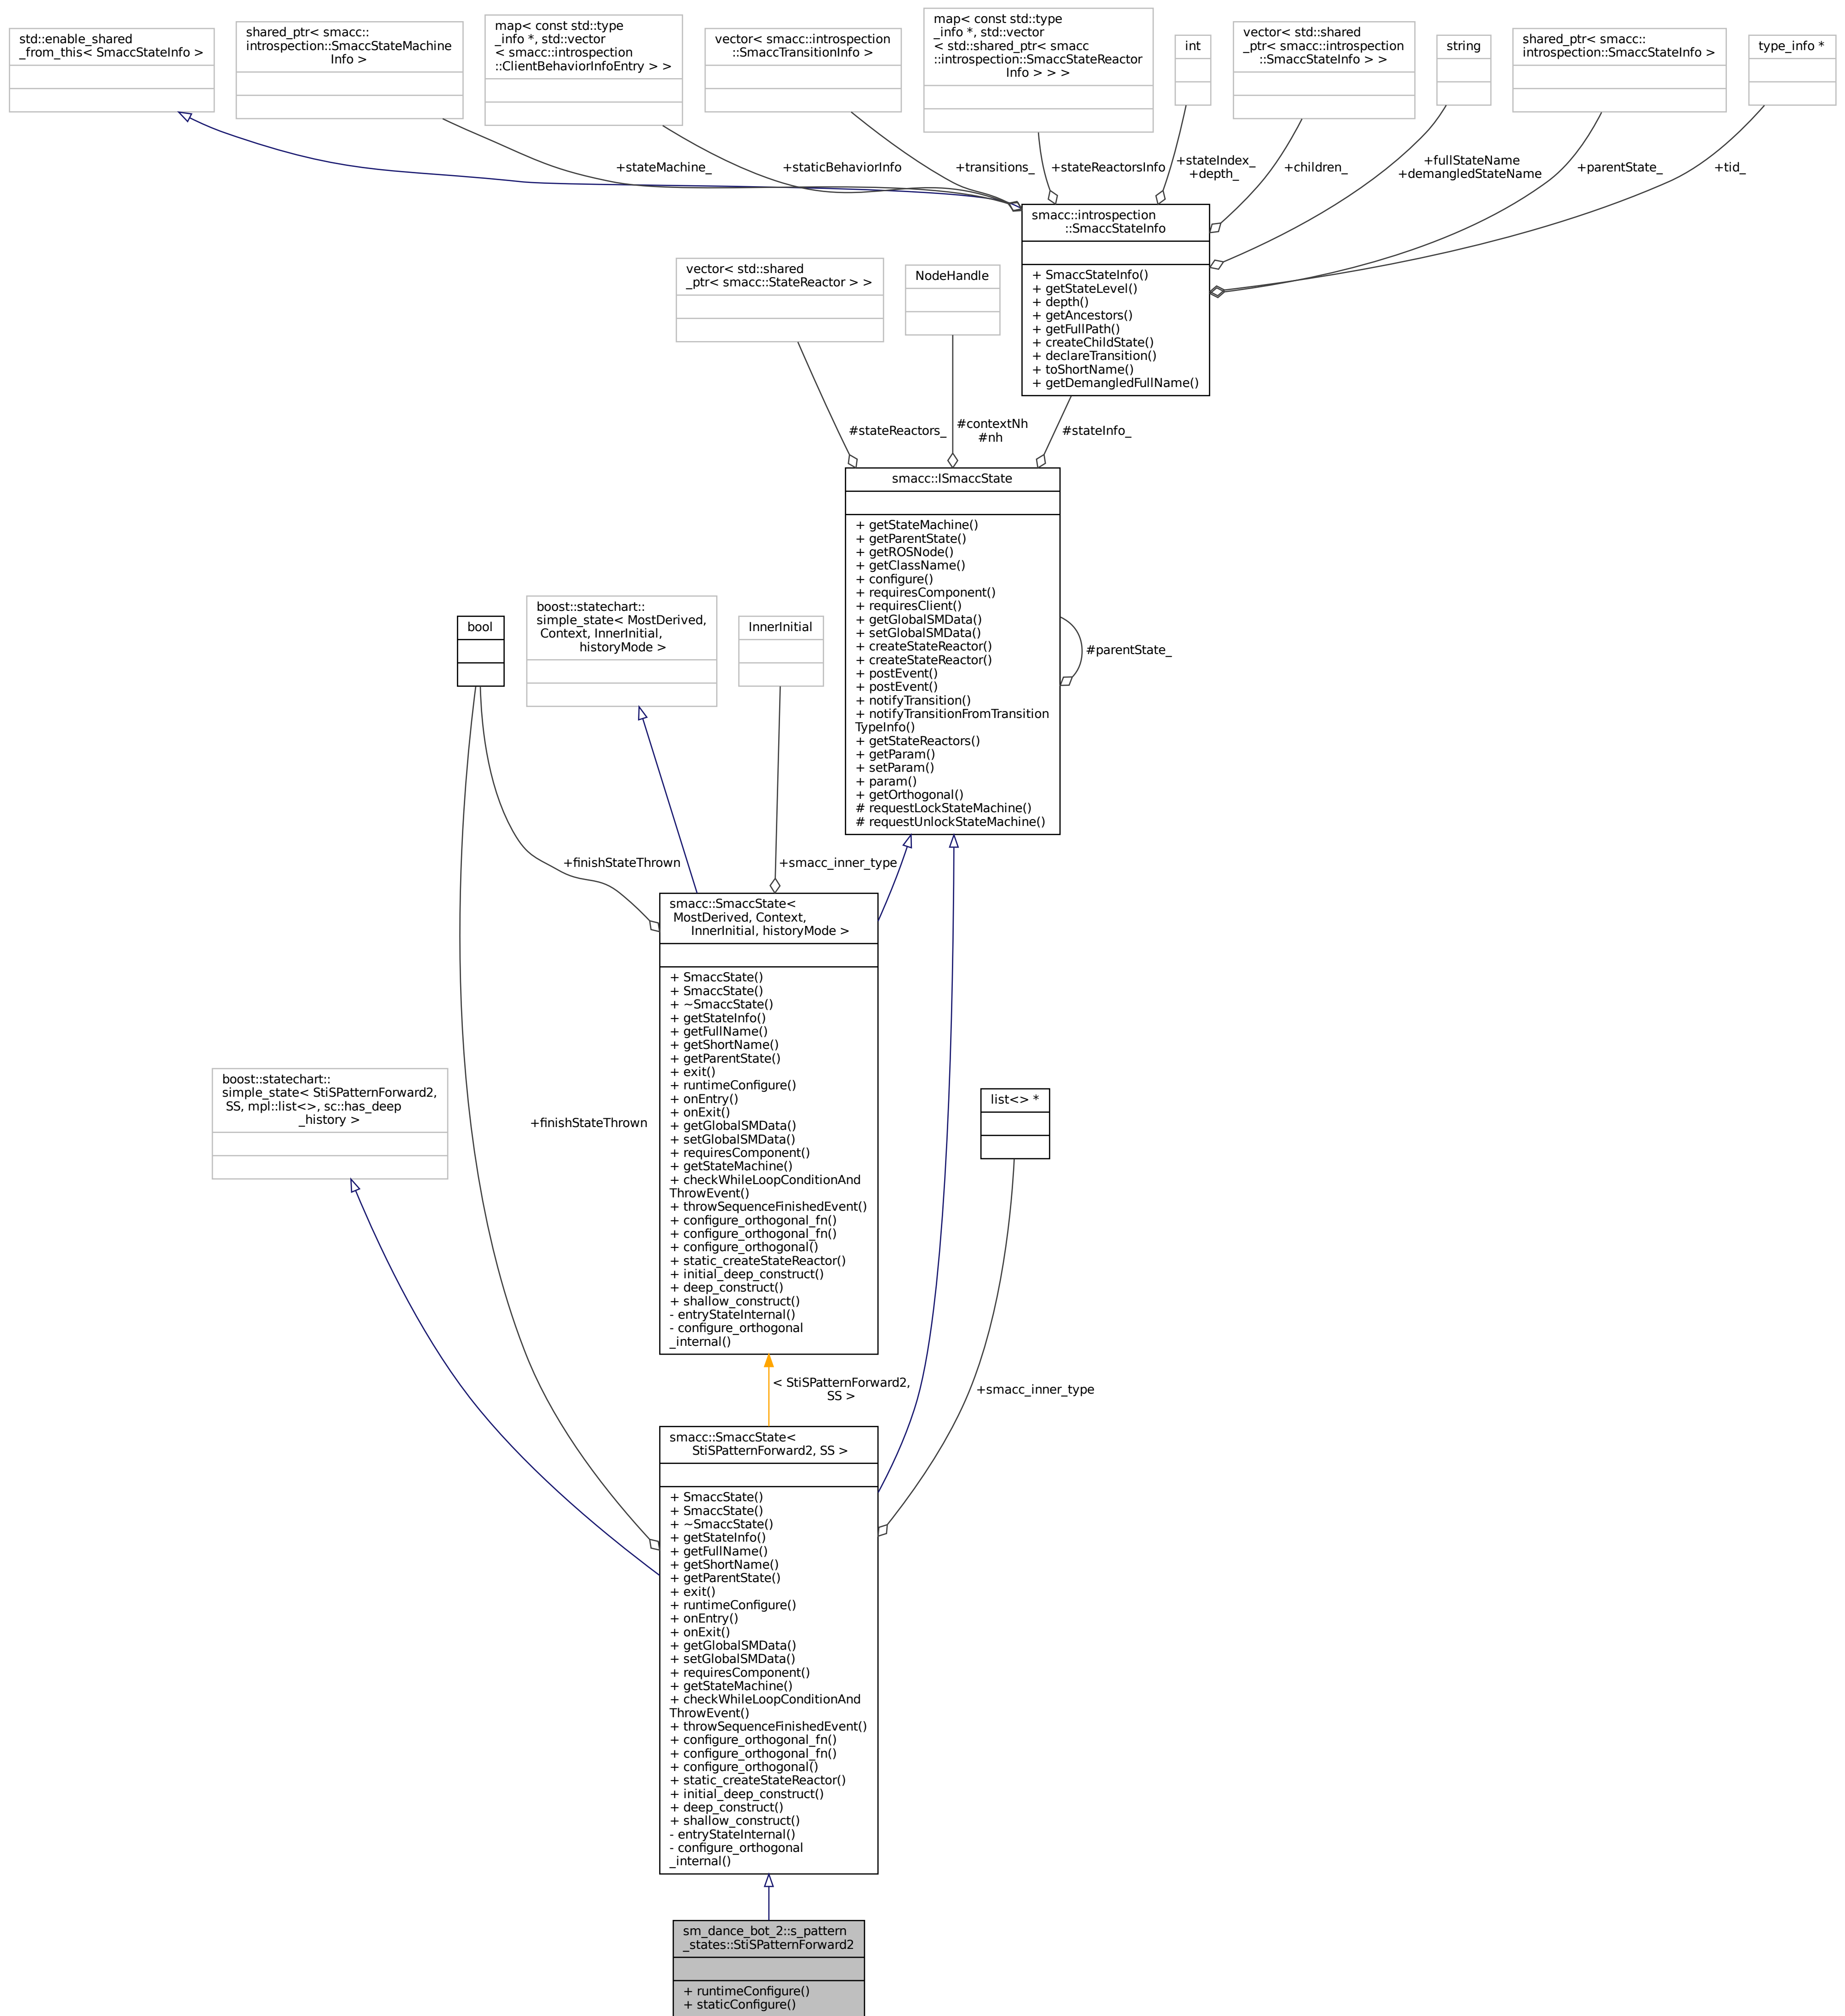 std::enable_shared
_from_this< SmaccStateInfo >
shared_ptr< smacc::
introspection::SmaccStateMachine
Info >
map< const std::type
_info *, std::vector
< smacc::introspection
::ClientBehaviorInfoEntry > >
vector< smacc::introspection
::SmaccTransitionInfo >
map< const std::type
_info *, std::vector
< std::shared_ptr< smacc
::introspection::SmaccStateReactor
Info > > >
int
vector< std::shared
_ptr< smacc::introspection
::SmaccStateInfo > >
string
shared_ptr< smacc::
introspection::SmaccStateInfo >
type_info *
+stateMachine_
+staticBehaviorInfo
+transitions_
+stateReactorsInfo
+stateIndex_
+depth_
+children_
+fullStateName
+demangledStateName
+parentState_
+tid_
smacc::introspection
::SmaccStateInfo
+ SmaccStateInfo()
+ getStateLevel()
+ depth()
+ getAncestors()
+ getFullPath()
+ createChildState()
+ declareTransition()
+ toShortName()
+ getDemangledFullName()
vector< std::shared
_ptr< smacc::StateReactor > >
NodeHandle
#stateReactors_
#contextNh
#nh
#stateInfo_
smacc::ISmaccState
+ getStateMachine()
+ getParentState()
+ getROSNode()
+ getClassName()
+ configure()
+ requiresComponent()
+ requiresClient()
+ getGlobalSMData()
+ setGlobalSMData()
+ createStateReactor()
+ createStateReactor()
+ postEvent()
+ postEvent()
+ notifyTransition()
+ notifyTransitionFromTransition
TypeInfo()
+ getStateReactors()
+ getParam()
+ setParam()
+ param()
+ getOrthogonal()
# requestLockStateMachine()
# requestUnlockStateMachine()
#parentState_
bool
boost::statechart::
simple_state< MostDerived,
Context, InnerInitial,
historyMode >
InnerInitial
+finishStateThrown
+smacc_inner_type
smacc::SmaccState<
MostDerived, Context,
InnerInitial, historyMode >
+ SmaccState()
+ SmaccState()
+ ~SmaccState()
+ getStateInfo()
+ getFullName()
+ getShortName()
+ getParentState()
+ exit()
+ runtimeConfigure()
+ onEntry()
+ onExit()
+ getGlobalSMData()
+ setGlobalSMData()
+ requiresComponent()
+ getStateMachine()
+ checkWhileLoopConditionAnd
ThrowEvent()
+ throwSequenceFinishedEvent()
+ configure_orthogonal_fn()
+ configure_orthogonal_fn()
+ configure_orthogonal()
+ static_createStateReactor()
+ initial_deep_construct()
+ deep_construct()
+ shallow_construct()
- entryStateInternal()
- configure_orthogonal
_internal()
boost::statechart::
simple_state< StiSPatternForward2,
SS, mpl::list<>, sc::has_deep
_history >
+finishStateThrown
list<> *
< StiSPatternForward2,
SS >
+smacc_inner_type
smacc::SmaccState<
StiSPatternForward2, SS >
+ SmaccState()
+ SmaccState()
+ ~SmaccState()
+ getStateInfo()
+ getFullName()
+ getShortName()
+ getParentState()
+ exit()
+ runtimeConfigure()
+ onEntry()
+ onExit()
+ getGlobalSMData()
+ setGlobalSMData()
+ requiresComponent()
+ getStateMachine()
+ checkWhileLoopConditionAnd
ThrowEvent()
+ throwSequenceFinishedEvent()
+ configure_orthogonal_fn()
+ configure_orthogonal_fn()
+ configure_orthogonal()
+ static_createStateReactor()
+ initial_deep_construct()
+ deep_construct()
+ shallow_construct()
- entryStateInternal()
- configure_orthogonal
_internal()
sm_dance_bot_2::s_pattern
_states::StiSPatternForward2
+ runtimeConfigure()
+ staticConfigure()